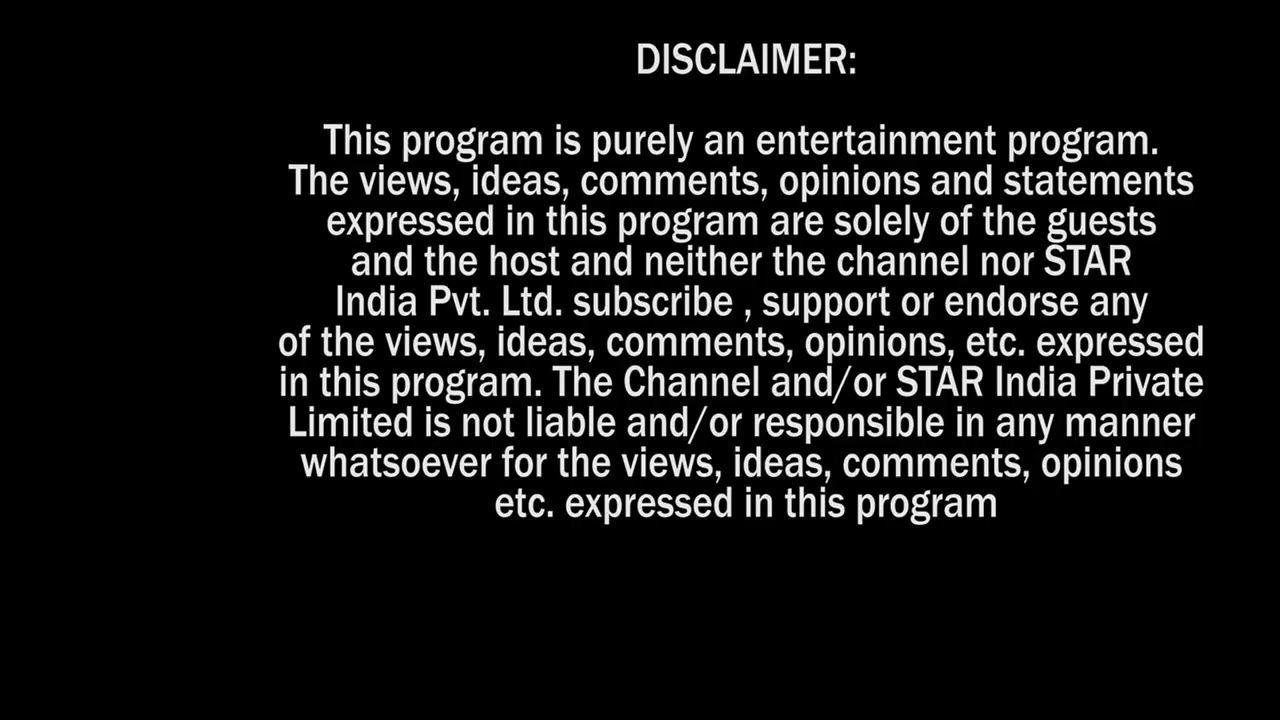 DISCLAIMER:
This program is purely an entertainment program.
The views, ideas, comments, opinions and statements
expressed in this program are solely of the guests
and the host and neither the channel nor STAR
India Pvt. Ltd. subscribe , support or endorse any
of the views, ideas, comments, opinions, etc. expressed
in this program. The Channel and/or STAR India Private
Limited is not liable and/or responsible in any manner
whatsoever for the views, ideas, comments, opinions
etc. expressed in this program